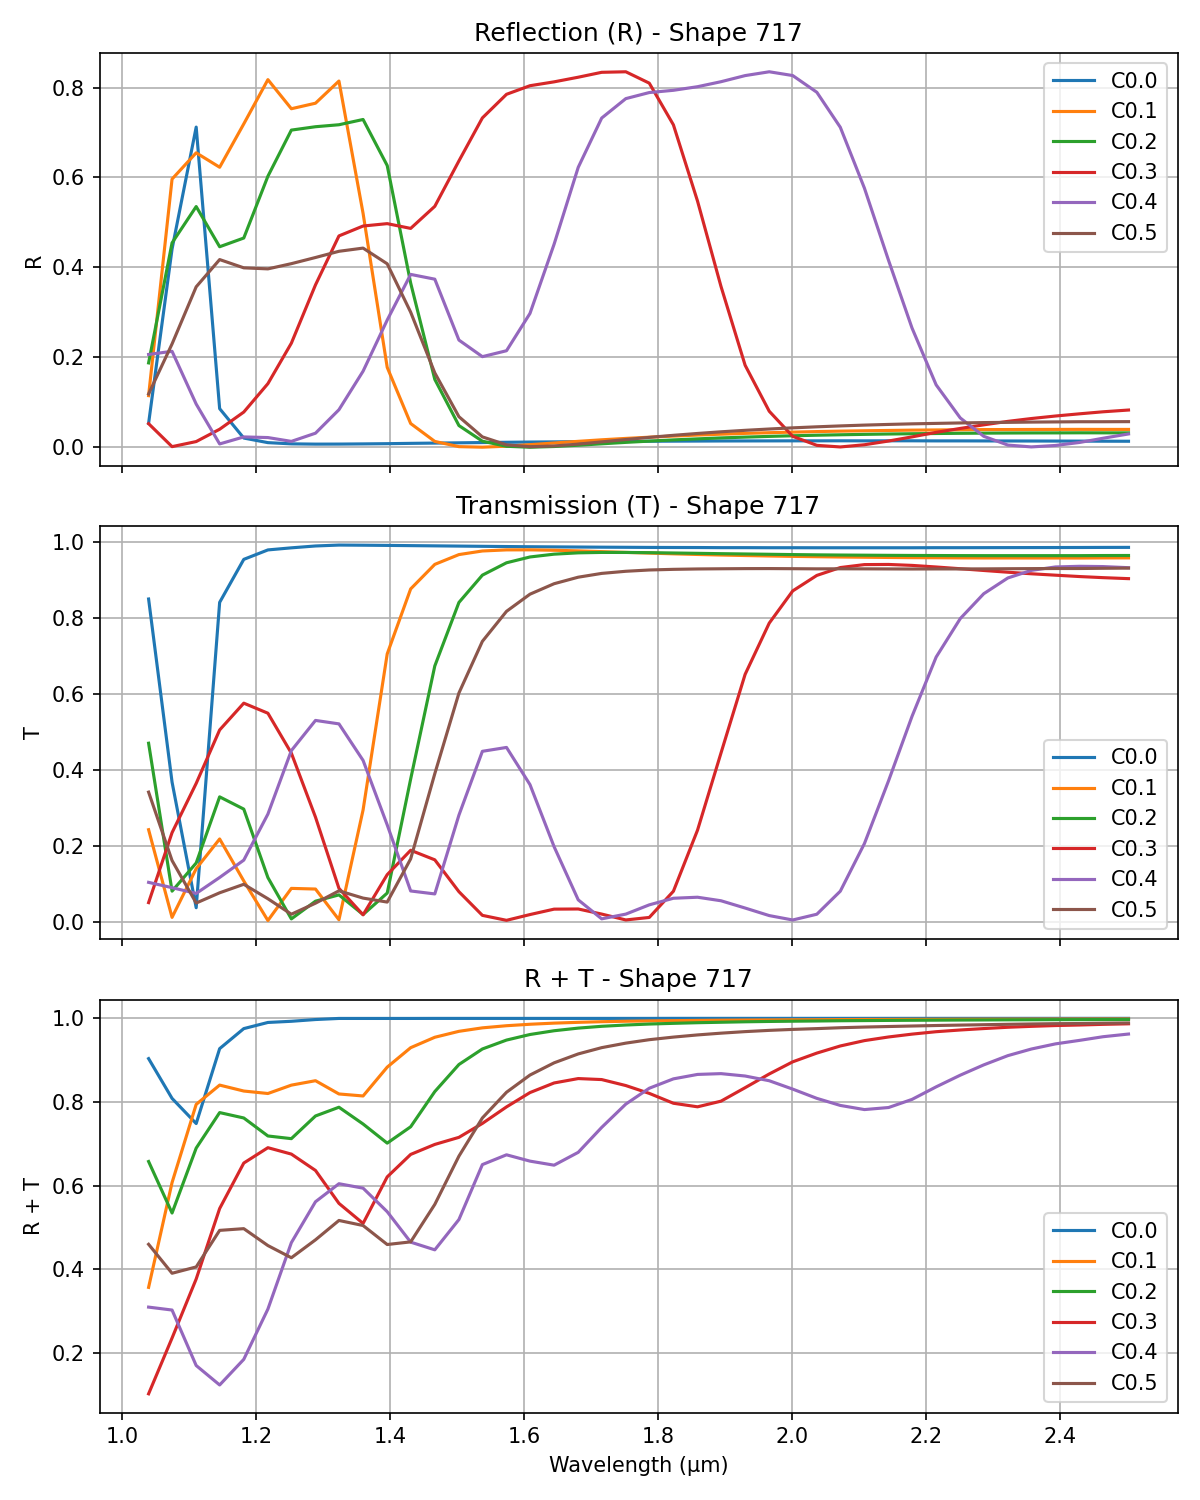 Reflection (R) - Shape 717
R
0.8
0.6
0.4
0.2
0.0
C0.0
C0.1
C0.2
C0.3
C0.4
C0.5
Transmission (T) - Shape 717
T
1.0
0.8
0.6
0.4
0.2
0.0
C0.0
C0.1
C0.2
C0.3
C0.4
C0.5
R + T - Shape 717
R + T
1.0
0.8
0.6
0.4
0.2
C0.0
C0.1
C0.2
C0.3
C0.4
C0.5
1.0 1.2 1.4 1.6 1.8 2.0 2.2 2.4
Wavelength (μm)